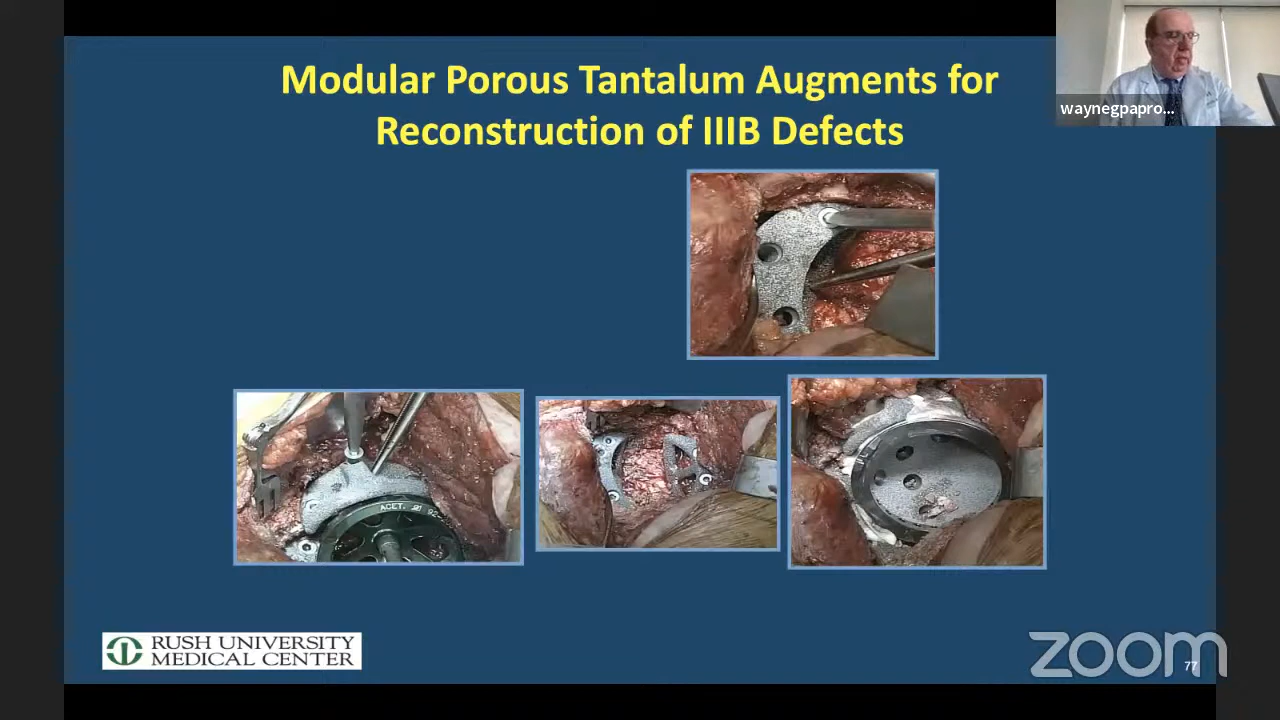 Modular Porous Tantalum Augments for
Reconstruction of IIIB Defects
waynegpapro...
RUSH UNIVERSITY
MEDICAL CENTER
zoom
77